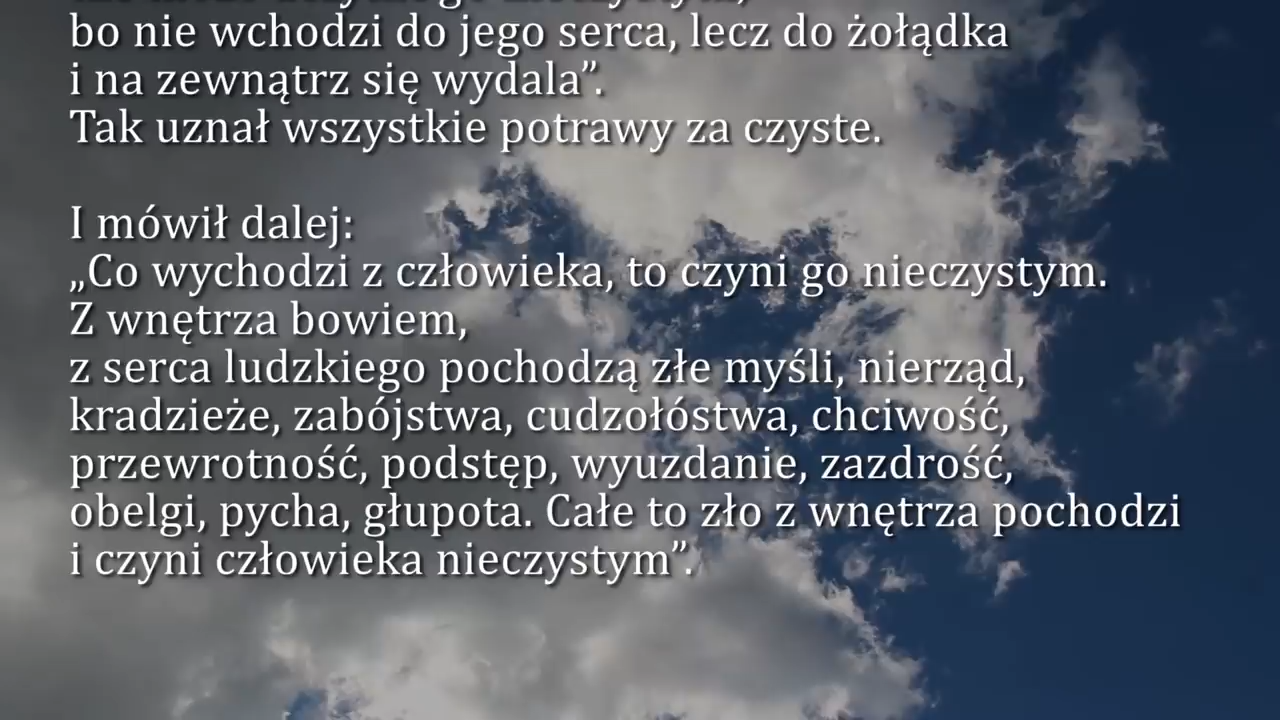 bo nie wchodzi do jego serca, lecz do żołądka
i na zewnątrz się wydala”.
Tak uznał wszystkie potrawy za czyste.
I mówił dalej:
„Co wychodzi z człowieka, to czyni go nieczystym.
Z wnętrza bowiem,
z serca ludzkiego pochodzą złe myśli, nierząd,
kradzieże, zabójstwa, cudzołóstwa, chciwość,
przewrotność, podstęp, wyuzdanie, zazdrość,
obelgi, pycha, głupota. Całe to zło z wnętrza pochodzi
i czyni człowieka nieczystym”.